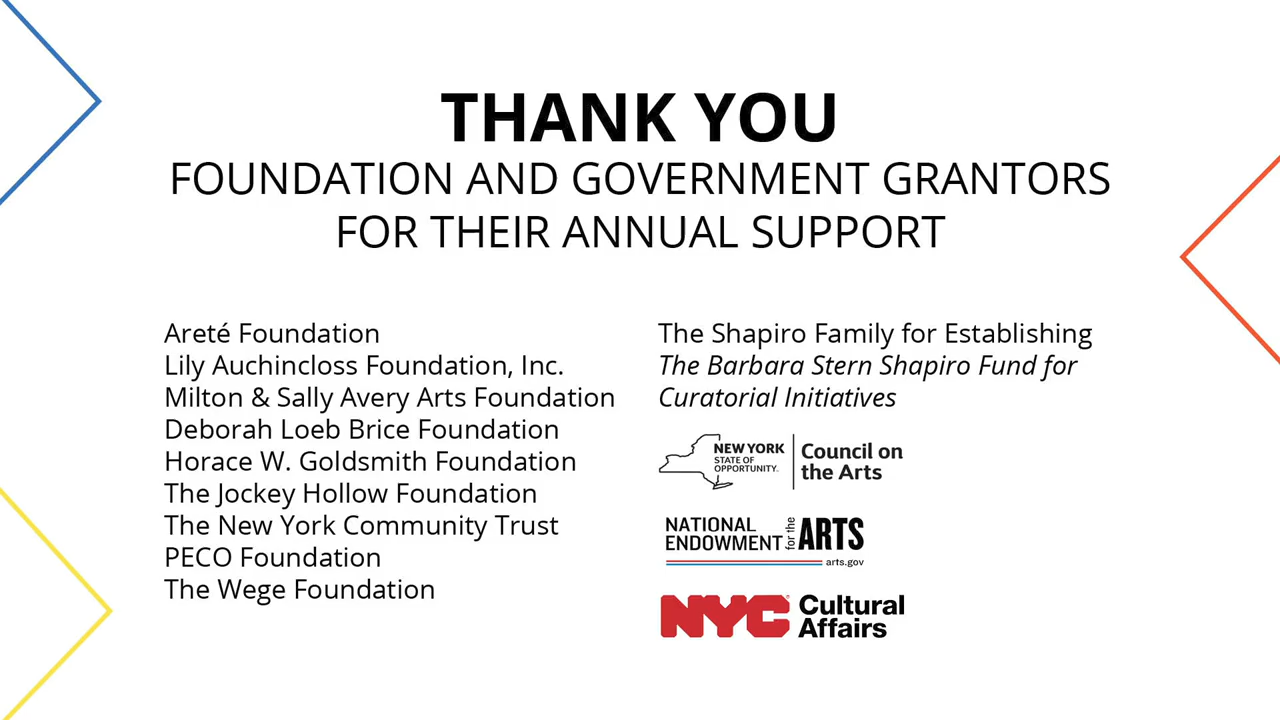 THANK YOU
FOUNDATION AND GOVERNMENT GRANTORS
FOR THEIR ANNUAL SUPPORT
Areté Foundation
Lily Auchincloss Foundation, Inc.
Milton & Sally Avery Arts Foundation
Deborah Loeb Brice Foundation
Horace W. Goldsmith Foundation
The Jockey Hollow Foundation
The New York Community Trust
PECO Foundation
The Wege Foundation
The Shapiro Family for Establishing
The Barbara Stern Shapiro Fund for
Curatorial Initiatives
NEW YORK
STATE OF
OPPORTUNITY.
Council on
the Arts
NATIONAL
ENDOWMENT
for the
ARTS
arts.gov
NYC
Cultural
Affairs